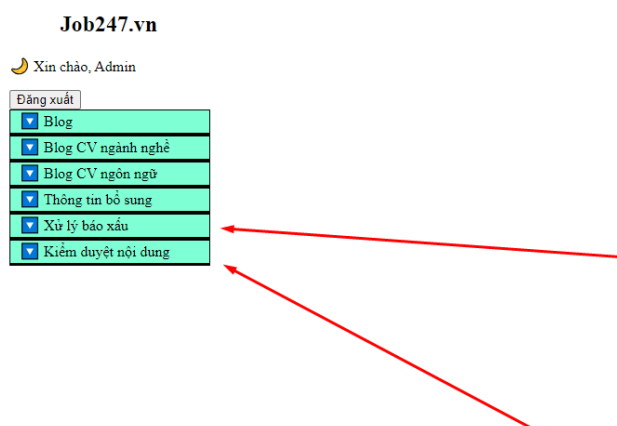 Job247.vn
Xin chào, Admin
Đăng xuất
Blog
Blog CV ngành nghề
Blog CV ngôn ngữ
Thông tin bổ sung
Xử lý báo xấu
Kiểm duyệt nội dung